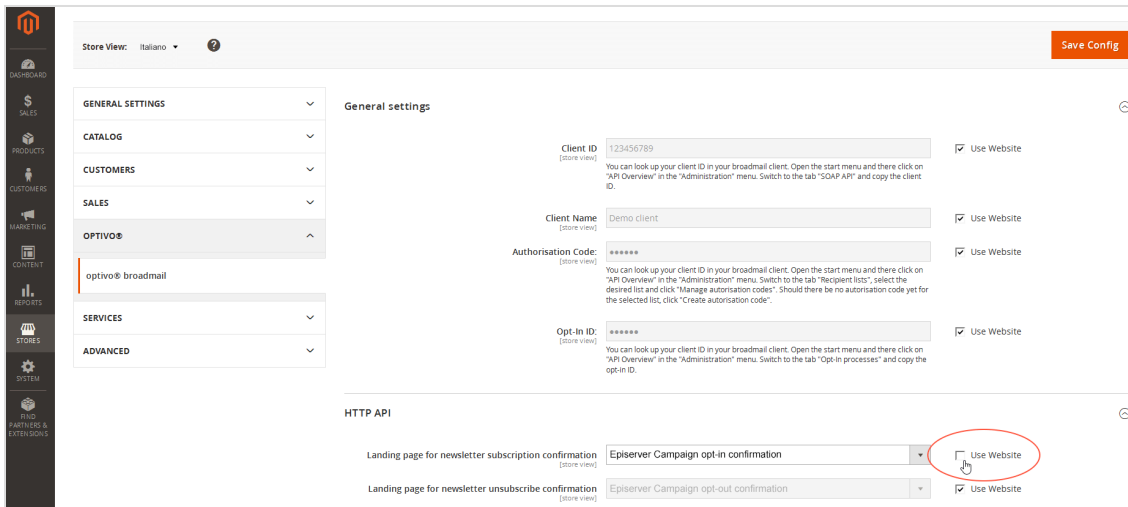 Store View: Italiano
Save Config
DASHBOARD
SALES
PRODUCTS
CUSTOMERS
MARKETING
CONTENT
REPORTS
STORES
SYSTEM
FIND
PARTNERS &
EXTENSIONS
GENERAL SETTINGS
CATALOG
CUSTOMERS
SALES
OPTIVO®
optivo® broadmail
SERVICES
ADVANCED
General settings
Client ID 123456789 Use Website
[store view]
You can look up your client ID in your broadmail client. Open the start menu and there click on
"API Overview" in the "Administration" menu. Switch to the tab "SOAP API" and copy the client
ID.
Client Name Demo client Use Website
[store view]
Authorisation Code: •••••• Use Website
[store view]
You can look up your client ID in your broadmail client. Open the start menu and there click on
"API Overview" in the "Administration" menu. Switch to the tab "Recipient lists", select the
desired list and click "Manage autorisation codes". Should there be no autorisation code yet for
the selected list, click "Create autorisation code".
Opt-In ID: •••••• Use Website
[store view]
You can look up your client ID in your broadmail client. Open the start menu and there click on
"API Overview" in the "Administration" menu. Switch to the tab "Opt-in processes" and copy the
opt-in ID.
HTTP API
Landing page for newsletter subscription confirmation Episerver Campaign opt-in confirmation Use Website
[store view]
Landing page for newsletter unsubscribe confirmation Episerver Campaign opt-out confirmation Use Website
[store view]